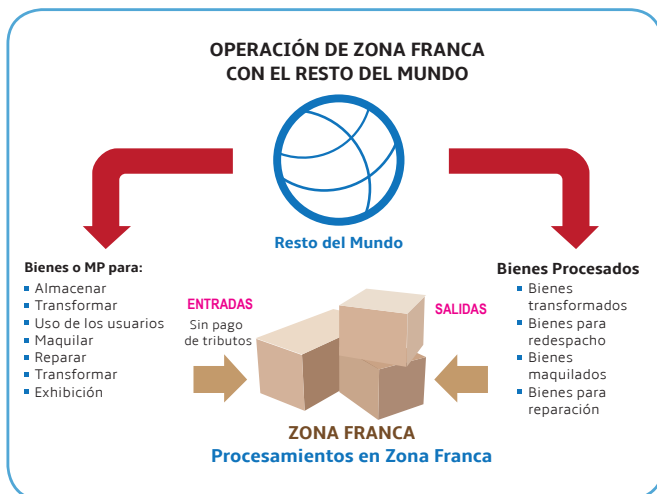 OPERACIÓN DE ZONA FRANCA
CON EL RESTO DEL MUNDO
Resto del Mundo
Bienes o MP para:
Almacenar
Transformar
Uso de los usuarios
Maquilar
Reparar
Transformar
Exhibición
ENTRADAS
Sin pago
de tributos
SALIDAS
Bienes Procesados
Bienes
transformados
Bienes para
redespacho
Bienes
maquilados
Bienes para
reparación
ZONA FRANCA
Procesamientos en Zona Franca